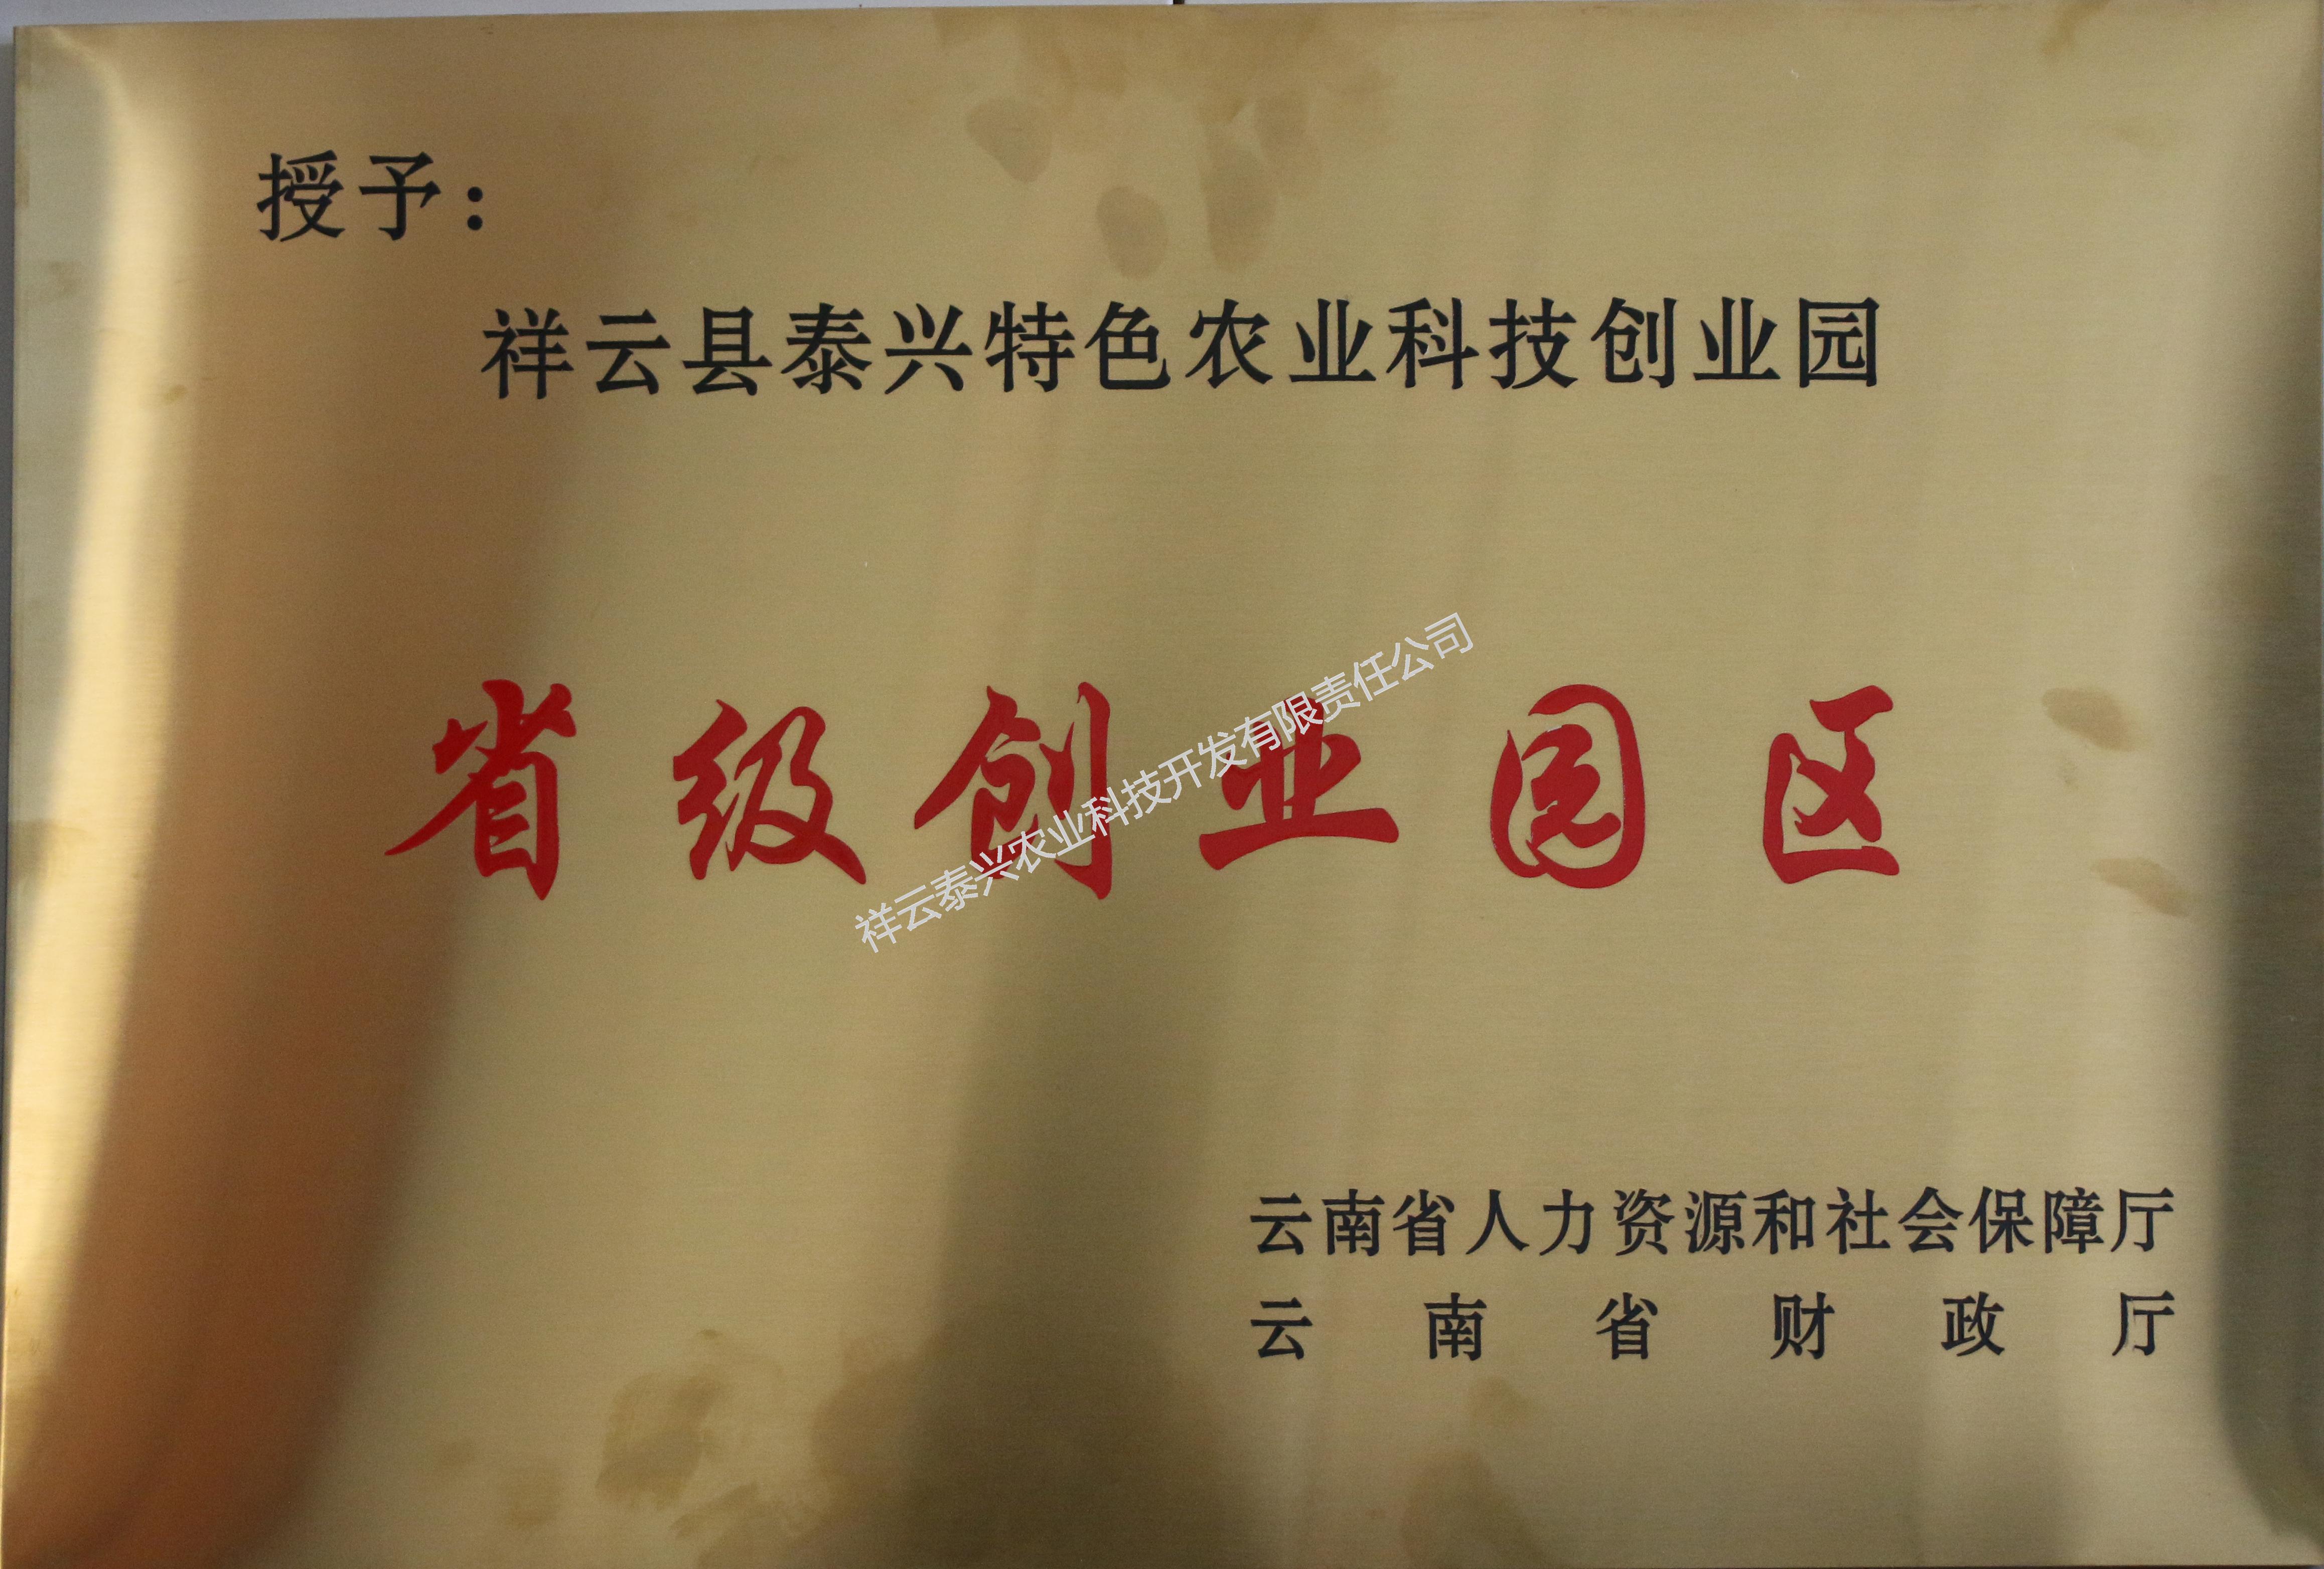 授予：
祥云县泰兴特色农业科技创业园
省级创业园区
祥云泰兴农业科技开发有限责任公司
云南省人力资源和社会保障厅
云南省财政厅